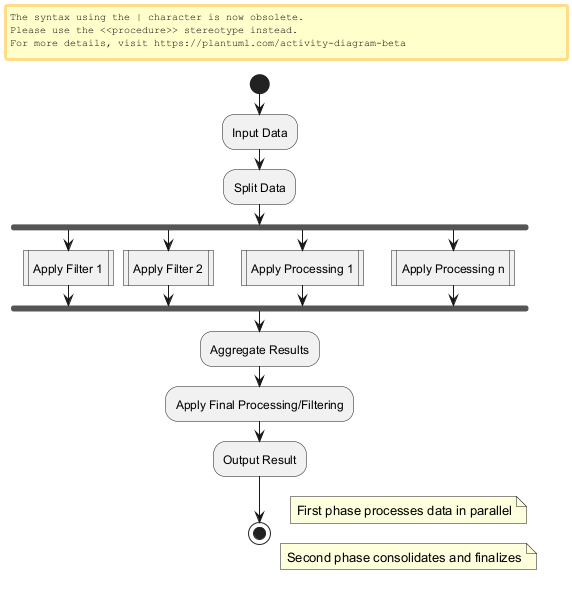 The syntax using the | character is now obsolete.
Please use the <<procedure>> stereotype instead.
For more details, visit https://plantuml.com/activity-diagram-beta
Input Data
Split Data
Apply Filter 1
Apply Filter 2
Apply Processing 1
Apply Processing n
Aggregate Results
Apply Final Processing/Filtering
Output Result
First phase processes data in parallel
Second phase consolidates and finalizes